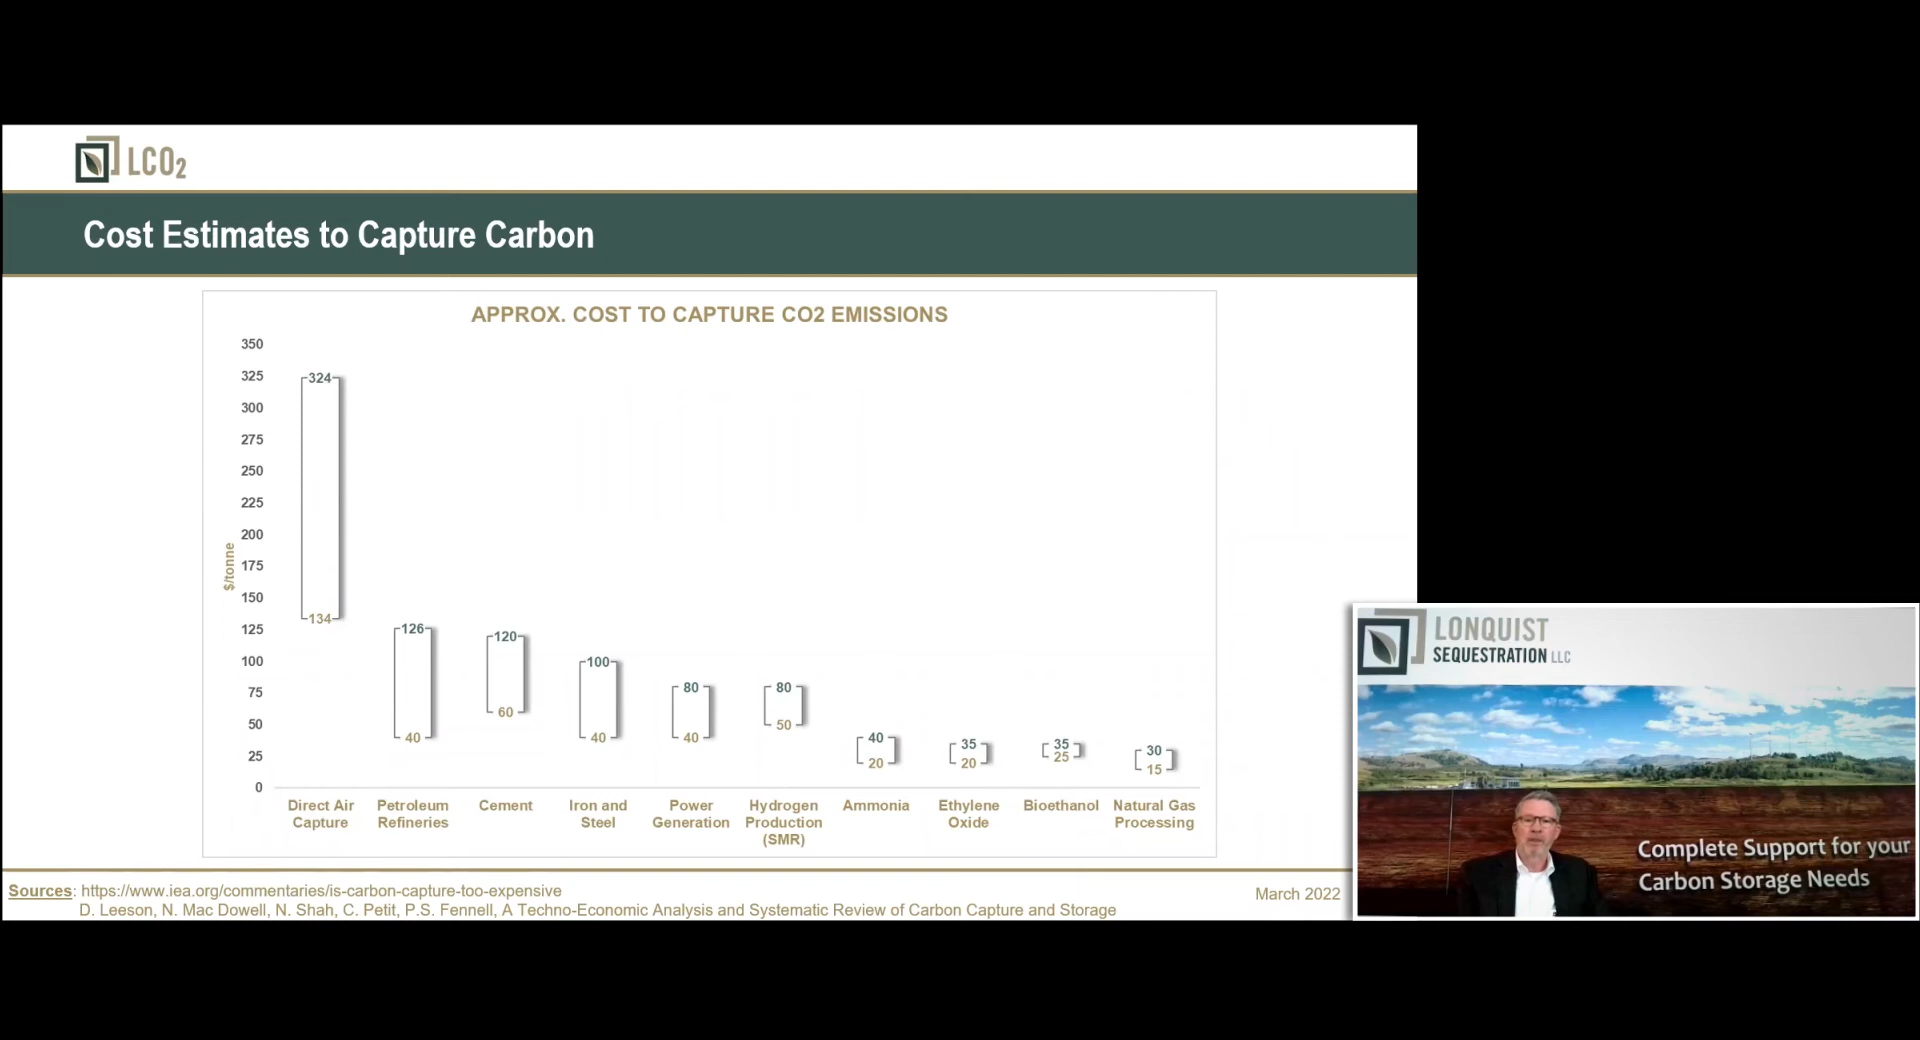 LCO2
Cost Estimates to Capture Carbon
APPROX. COST TO CAPTURE CO2 EMISSIONS
$/tonne
350
325
300
275
250
225
200
175
150
125
100
75
50
25
0
324
134
126
40
120
60
100
40
80
40
80
50
40
20
35
20
35
25
30
15
Direct Air
Capture
Petroleum
Refineries
Cement
Iron and
Steel
Power
Generation
Hydrogen
Production
(SMR)
Ammonia
Ethylene
Oxide
Bioethanol
Natural Gas
Processing
Sources: https://www.iea.org/commentaries/is-carbon-capture-too-expensive
D. Leeson, N. Mac Dowell, N. Shah, C. Petit, P.S. Fennell, A Techno-Economic Analysis and Systematic Review of Carbon Capture and Storage
March 2022
LONQUIST
SEQUESTRATION LLC
Complete Support for your
Carbon Storage Needs